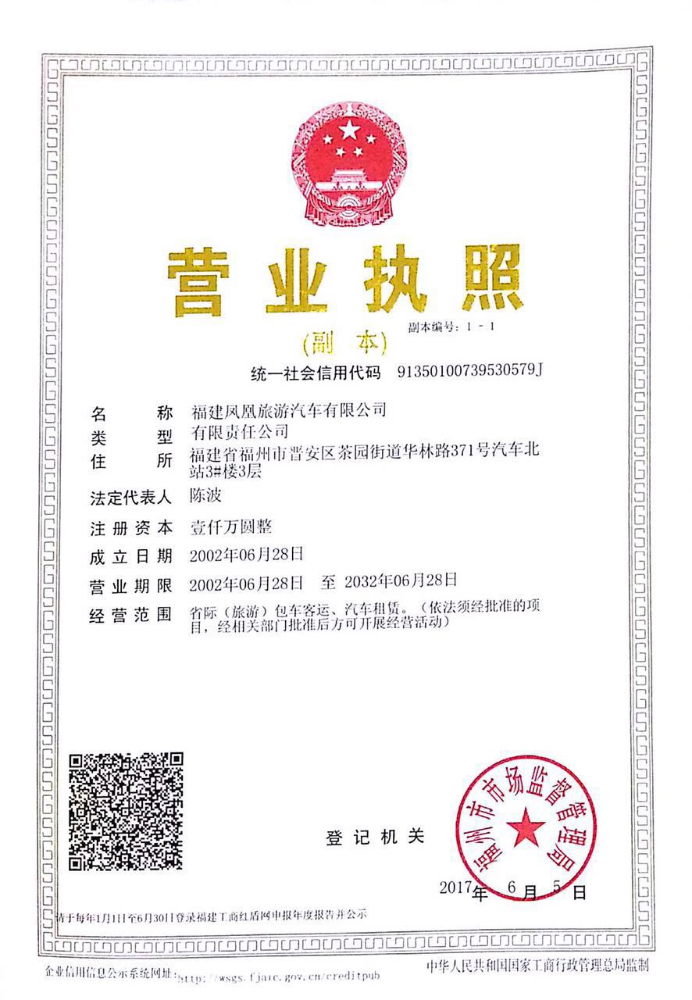 营业执照
(副 本)
副本编号：1 - 1
统一社会信用代码 91350100739530579J
名 称 福建凤凰旅游汽车有限公司
类 型 有限责任公司
住 所 福建省福州市晋安区茶园街道华林路371号汽车北
站3#楼3层
法定代表人 陈波
注册资本 壹仟万圆整
成立日期 2002年06月28日
营业期限 2002年06月28日 至 2032年06月28日
经营范围 省际（旅游）包车客运、汽车租赁。（依法须经批准的项
目，经相关部门批准后方可开展经营活动）
福州市市场监督管理局
登记机关
2017年 6月 5日
请于每年1月1日至6月30日登录福建工商红盾网申报年度报告并公示
企业信用信息公示系统网址:http://wsgs.fjaic.gov.cn/creditpub
中华人民共和国国家工商行政管理总局监制